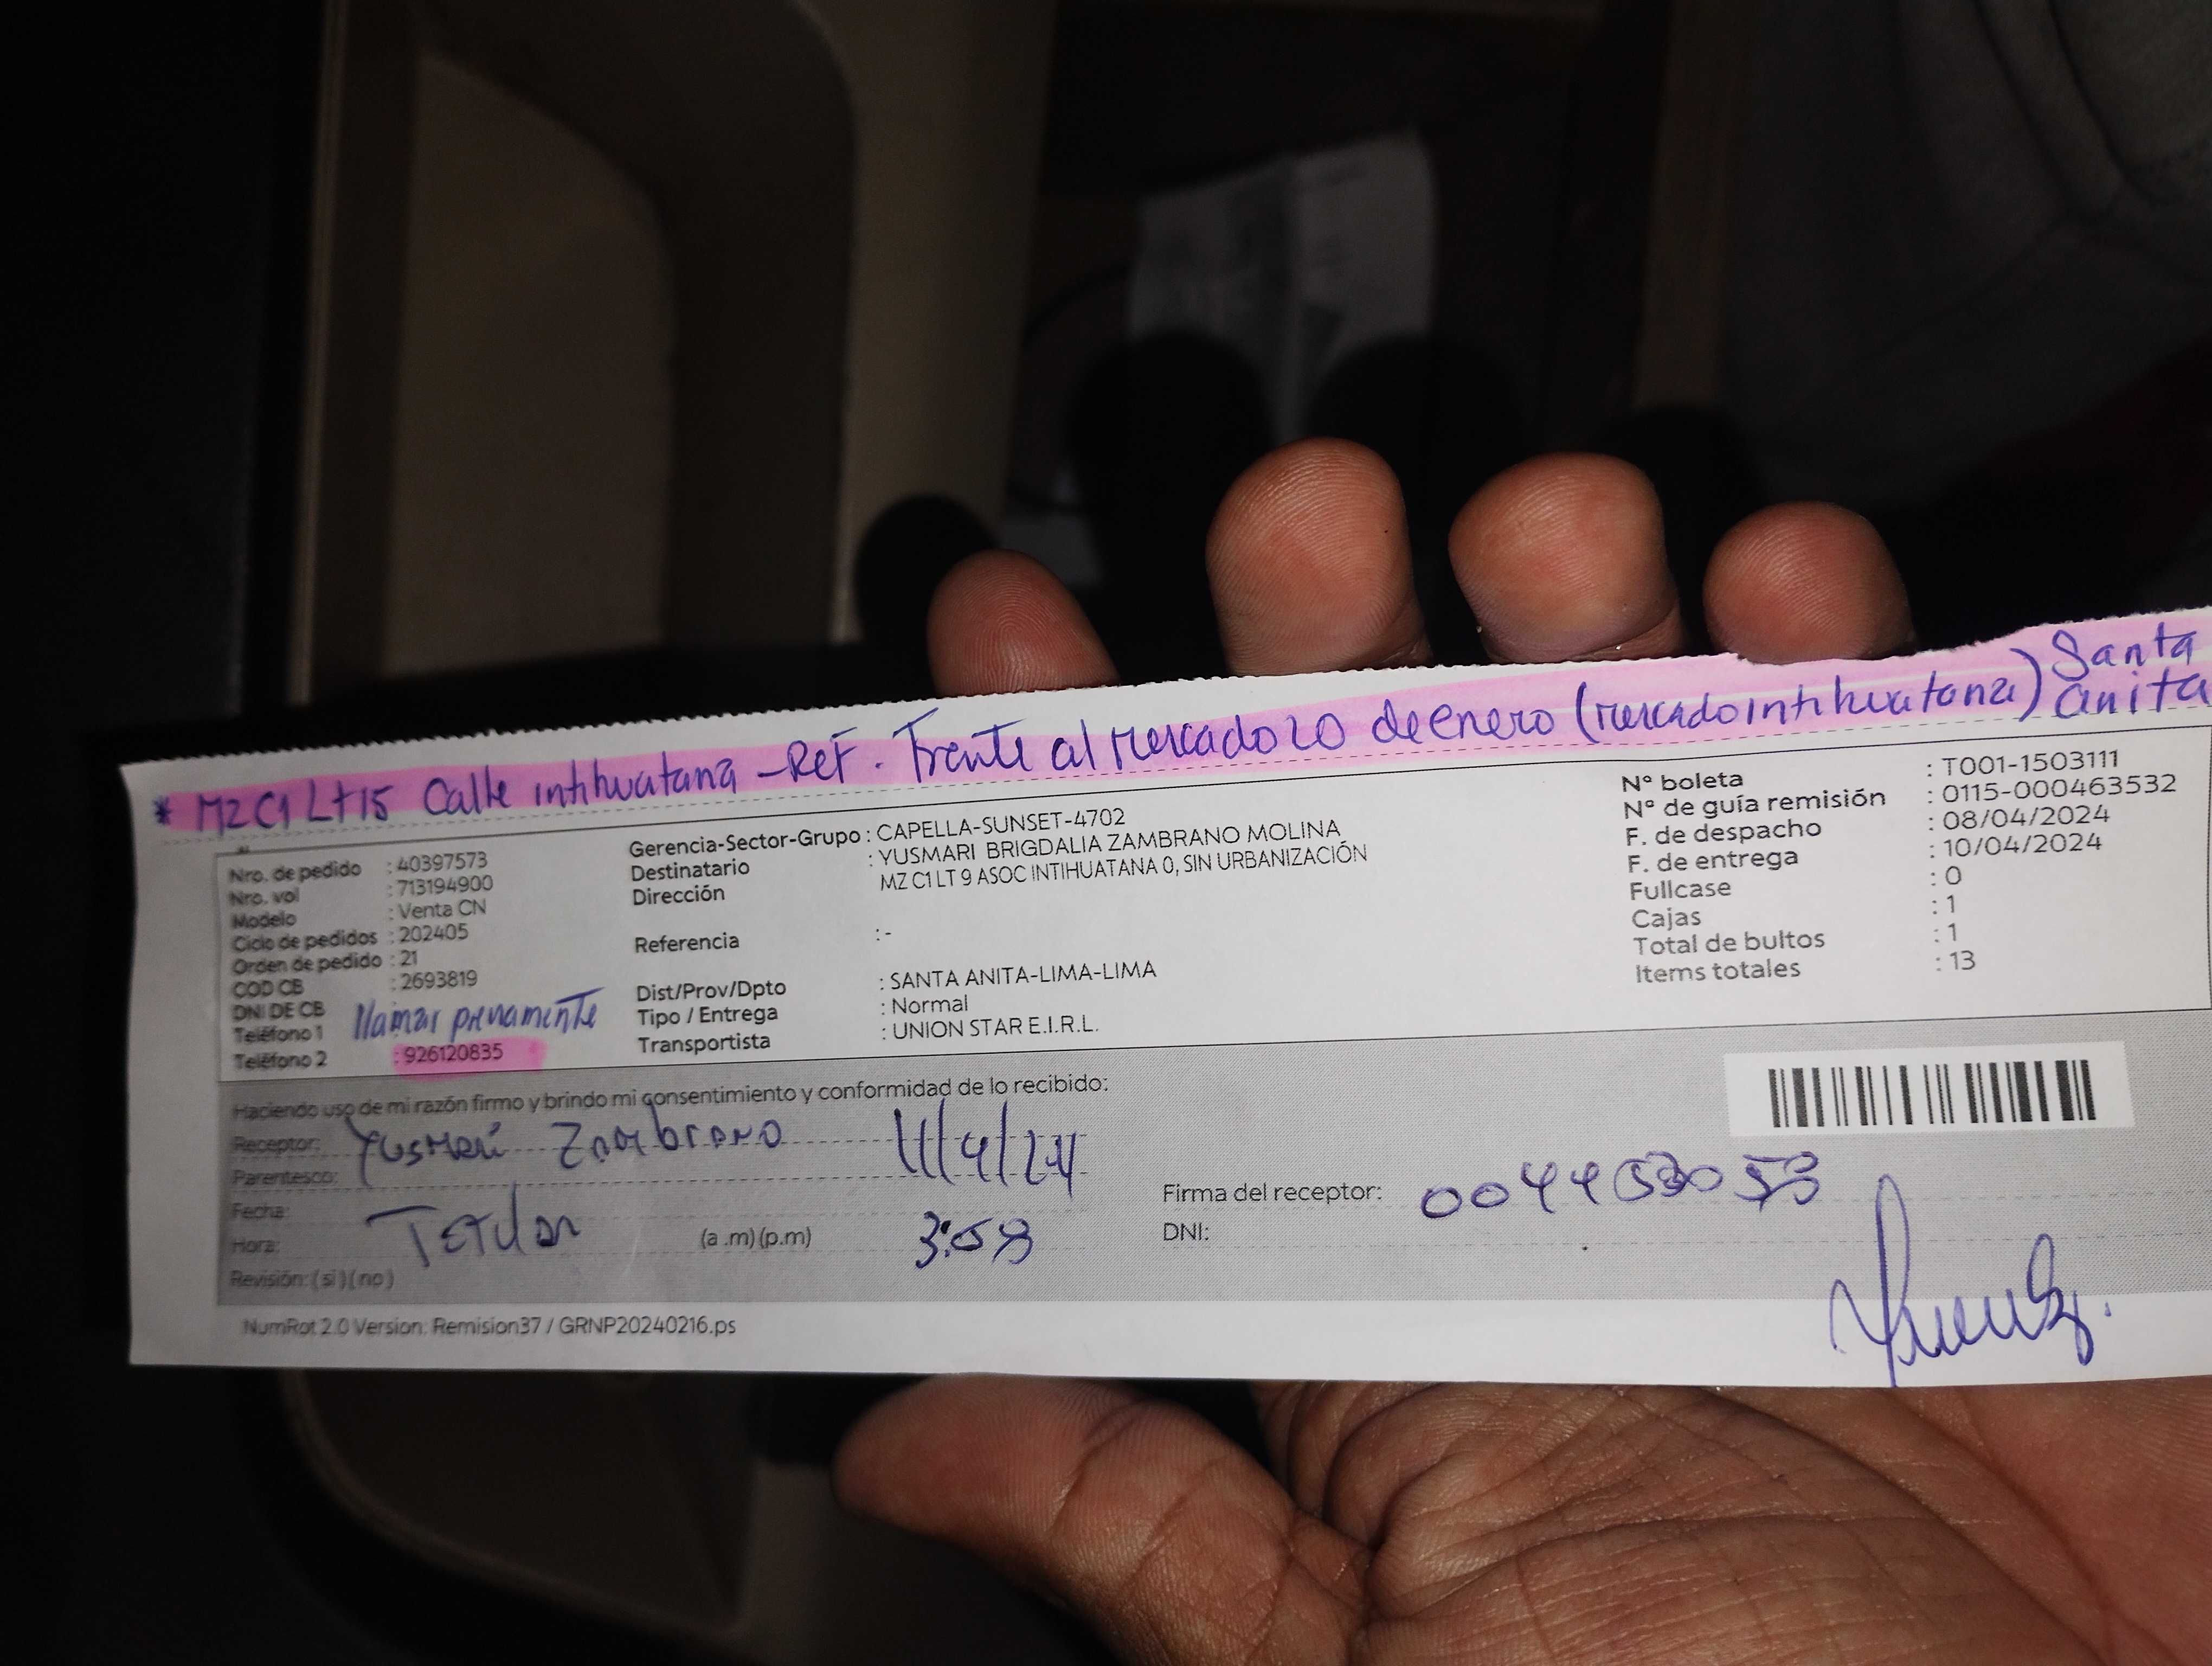 * MZ C1 Lt 15 Calle intihuatana - Ref. Frente al Mercado 20 de enero (mercado intihuatana) Santa anita
Nro. de pedido : 40397573
Nro. vol : 713194900
Modelo : Venta CN
Ciclo de pedidos : 202405
Orden de pedido : 21
COD CB : 2693819
DNI DE CB
Teléfono 1 llamar previamente
Teléfono 2 : 926120835
Gerencia-Sector-Grupo : CAPELLA-SUNSET-4702
Destinatario : YUSMARI BRIGDALIA ZAMBRANO MOLINA
Dirección MZ C1 LT 9 ASOC INTIHUATANA 0, SIN URBANIZACIÓN
Referencia : -
Dist/Prov/Dpto : SANTA ANITA-LIMA-LIMA
Tipo / Entrega : Normal
Transportista : UNION STAR E.I.R.L.
N° boleta : T001-1503111
N° de guía remisión : 0115-000463532
F. de despacho : 08/04/2024
F. de entrega : 10/04/2024
Fullcase : 0
Cajas : 1
Total de bultos : 1
Items totales : 13
Haciendo uso de mi razón firmo y brindo mi consentimiento y conformidad de lo recibido:
Receptor: Yusmari Zambrano 11/4/24
Parentesco:
Fecha:
Hora: Titular (a .m) (p.m) 3:58
Revisión: ( si ) ( no )
Firma del receptor:
DNI:
NumRot 2.0 Version: Remision37 / GRNP20240216.ps